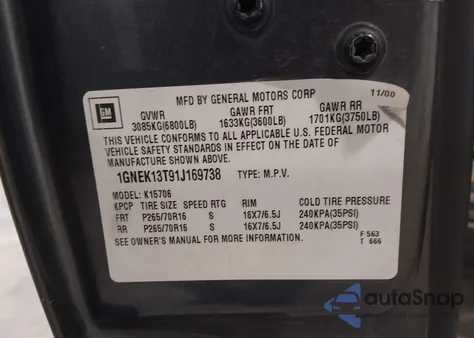 MFD BY GENERAL MOTORS CORP 11/00
GM
GVWR GAWR FRT GAWR RR
3085KG(6800LB) 1633KG(3600LB) 1701KG(3750LB)
THIS VEHICLE CONFORMS TO ALL APPLICABLE U.S. FEDERAL MOTOR
VEHICLE SAFETY STANDARDS IN EFFECT ON THE DATE OF
MANUFACTURE SHOWN ABOVE.
1GNEK13T91J169738 TYPE: M.P.V.
MODEL: K15706
KPCP TIRE SIZE SPEED RTG RIM COLD TIRE PRESSURE
FRT P265/70R16 S 16X7/6.5J 240KPA(35PSI)
RR P265/70R16 S 16X7/6.5J 240KPA(35PSI)
SEE OWNER'S MANUAL FOR MORE INFORMATION.
F 563
T 666
autoSnap